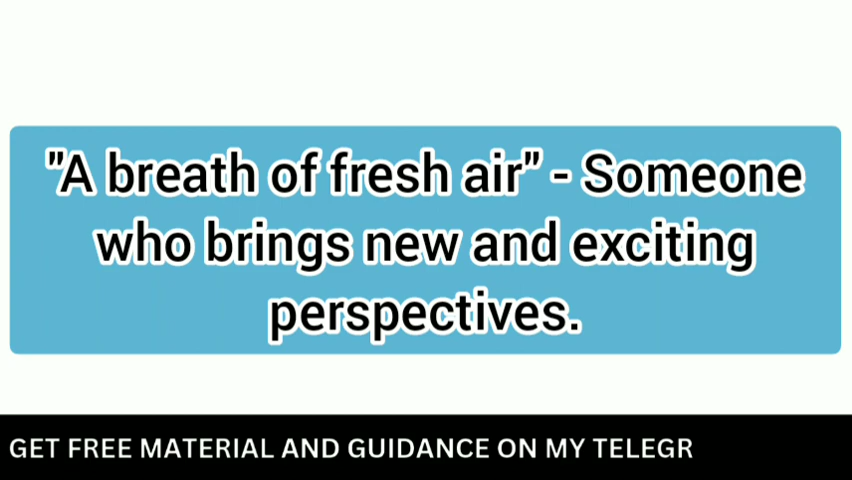 "A breath of fresh air" - Someone
who brings new and exciting
perspectives.
GET FREE MATERIAL AND GUIDANCE ON MY TELEGR